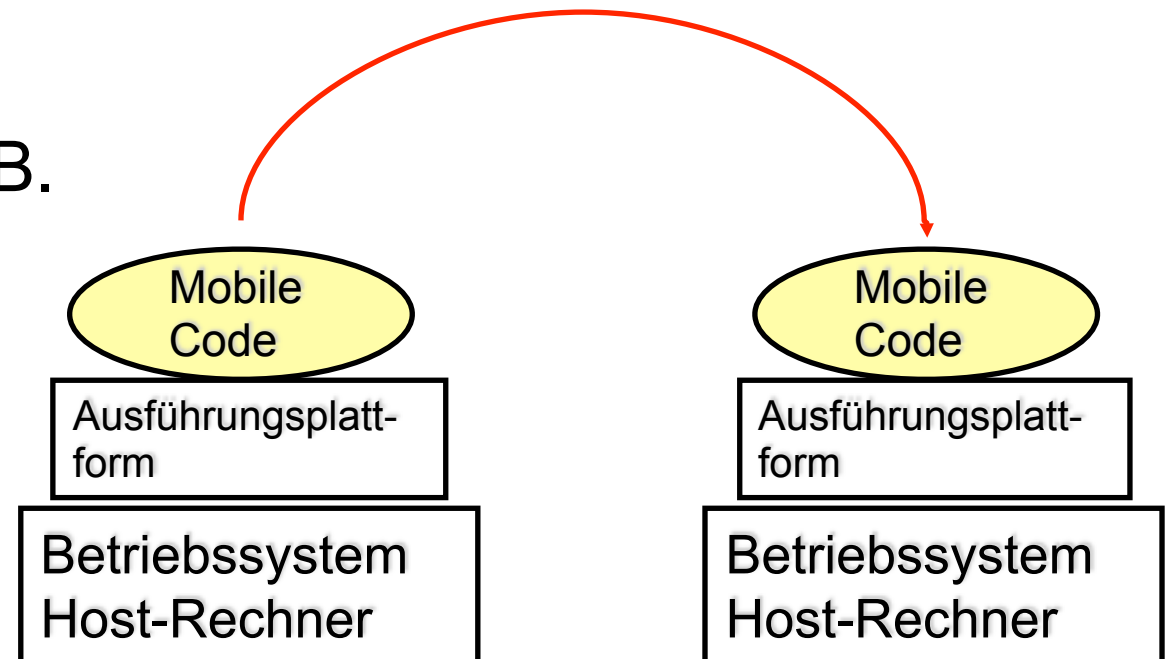 B.
Mobile
Code
Ausführungsplatt-
form
Betriebssystem
Host-Rechner
Mobile
Code
Ausführungsplatt-
form
Betriebssystem
Host-Rechner